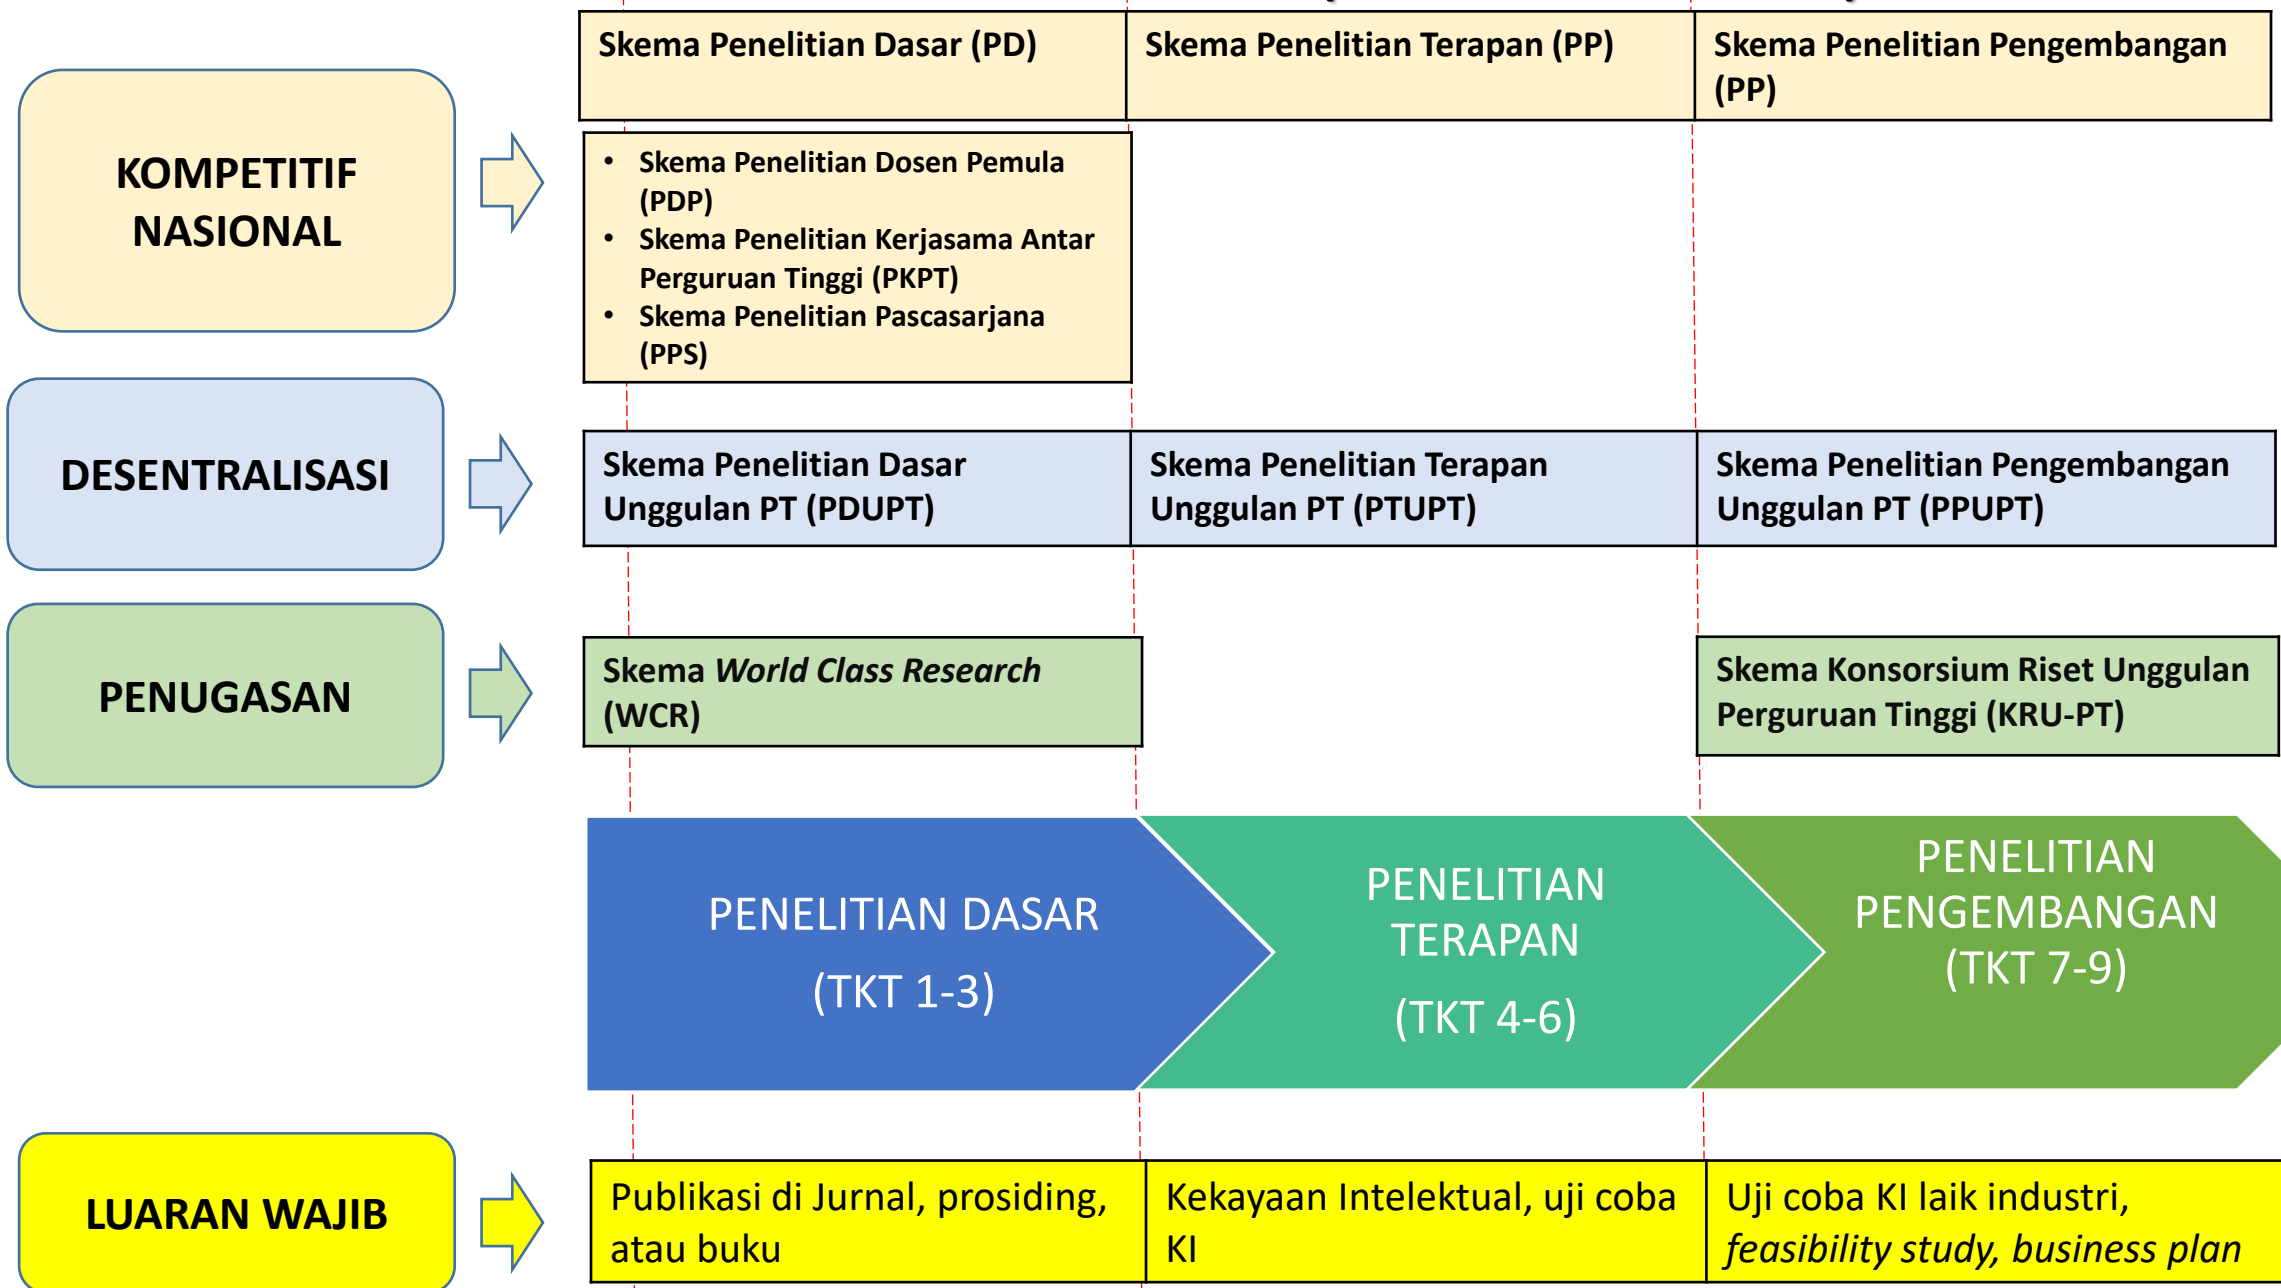 Skema Penelitian Dasar (PD)
Skema Penelitian Terapan (PP)
Skema Penelitian Pengembangan
(PP)
KOMPETITIF
NASIONAL
• Skema Penelitian Dosen Pemula
(PDP)
• Skema Penelitian Kerjasama Antar
Perguruan Tinggi (PKPT)
• Skema Penelitian Pascasarjana
(PPS)
DESENTRALISASI
Skema Penelitian Dasar
Unggulan PT (PDUPT)
Skema Penelitian Terapan
Unggulan PT (PTUPT)
Skema Penelitian Pengembangan
Unggulan PT (PPUPT)
PENUGASAN
Skema World Class Research
(WCR)
Skema Konsorsium Riset Unggulan
Perguruan Tinggi (KRU-PT)
PENELITIAN DASAR
(TKT 1-3)
PENELITIAN
TERAPAN
(TKT 4-6)
PENELITIAN
PENGEMBANGAN
(TKT 7-9)
LUARAN WAJIB
Publikasi di Jurnal, prosiding,
atau buku
Kekayaan Intelektual, uji coba
KI
Uji coba KI laik industri,
feasibility study, business plan